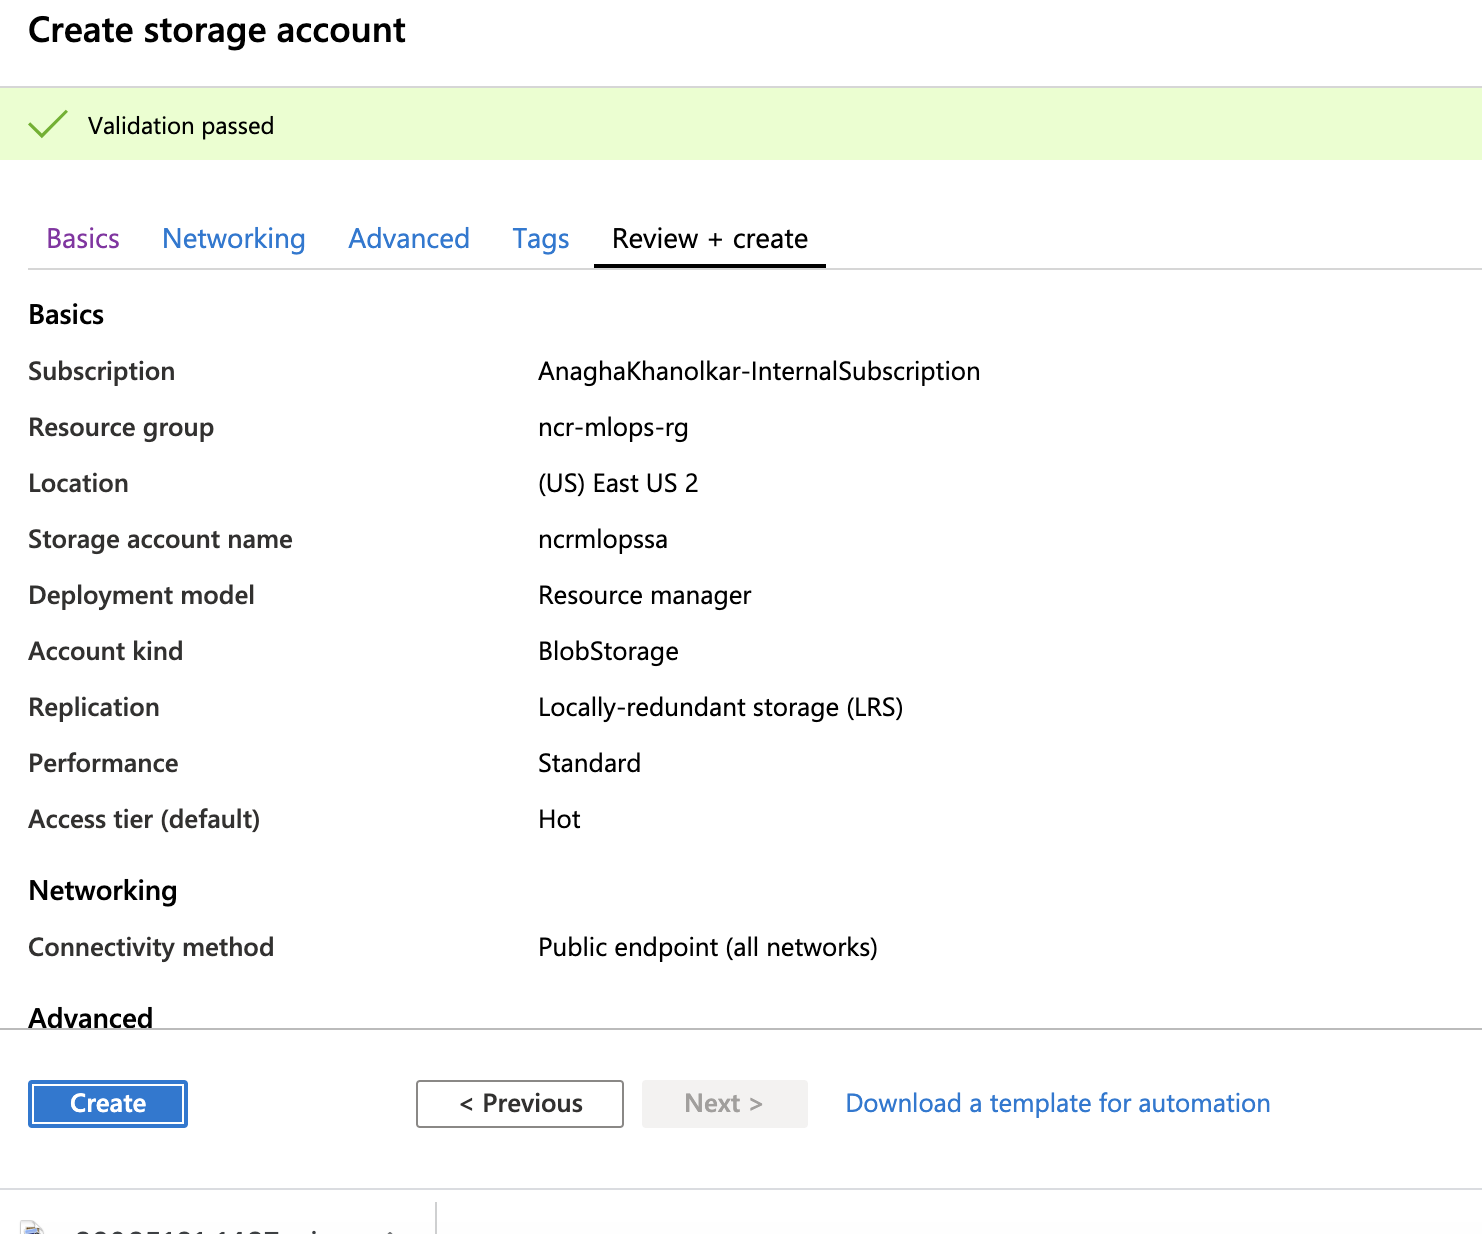 Create storage account
Validation passed
Basics Networking Advanced Tags Review + create
Basics
Subscription AnaghaKhanolkar-InternalSubscription
Resource group ncr-mlops-rg
Location (US) East US 2
Storage account name ncrmlopssa
Deployment model Resource manager
Account kind BlobStorage
Replication Locally-redundant storage (LRS)
Performance Standard
Access tier (default) Hot
Networking
Connectivity method Public endpoint (all networks)
Advanced
Create < Previous Next > Download a template for automation